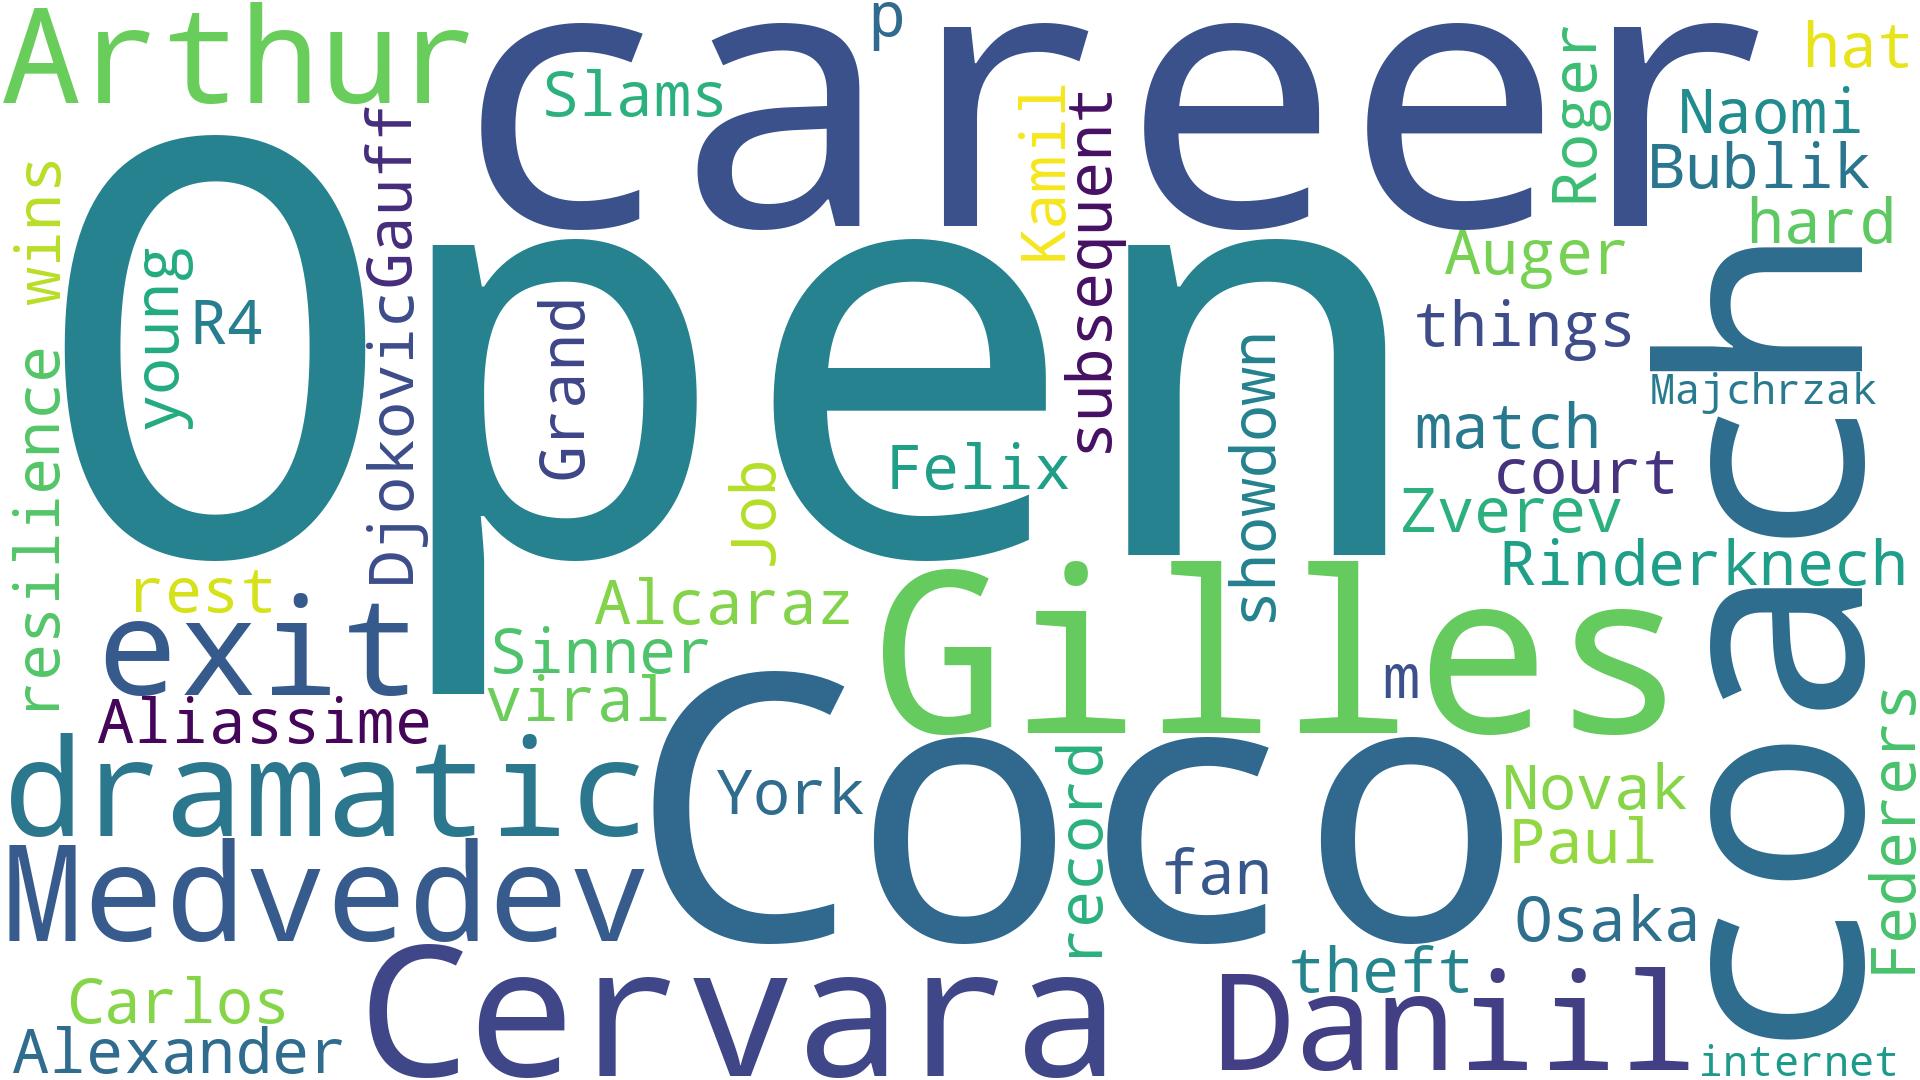 Arthur
career
p
Slams
Roger
hat
Naomi
Bublik
hard
Kamil
subsequent
Gauff
Djokovic
wins
resilience
young
R4
Open
Grand
Auger
things
Majchrzak
match
court
Zverev
Rinderknech
coach
Job
Felix
showdown
rest
exit
Alcaraz
Sinner
viral
Gilles
m
Aliassime
dramatic
Coco
York
record
fan
Novak
Paul
Federers
Medvedev
Osaka
theft
Carlos
Alexander
Cervara
Daniil
internet